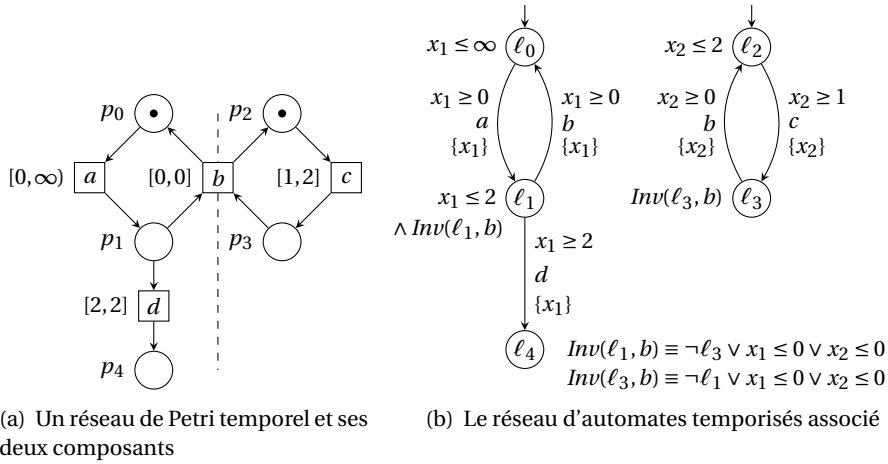 p₀
p₂
[0,∞) a
[0,0] b
[1,2] c
p₁
p₃
[2,2] d
p₄
(a) Un réseau de Petri temporel et ses
deux composants
x₁ ≤ ∞ ℓ₀
x₁ ≥ 0
a
{x₁}
x₁ ≥ 0
b
{x₁}
x₁ ≤ 2 ℓ₁
∧ Inv(ℓ₁,b)
x₁ ≥ 2
d
{x₁}
ℓ₄
x₂ ≤ 2 ℓ₂
x₂ ≥ 0
b
{x₂}
x₂ ≥ 1
c
{x₂}
Inv(ℓ₃,b) ℓ₃
Inv(ℓ₁,b) ≡ ¬ℓ₃ ∨ x₁ ≤ 0 ∨ x₂ ≤ 0
Inv(ℓ₃,b) ≡ ¬ℓ₁ ∨ x₁ ≤ 0 ∨ x₂ ≤ 0
(b) Le réseau d'automates temporisés associé